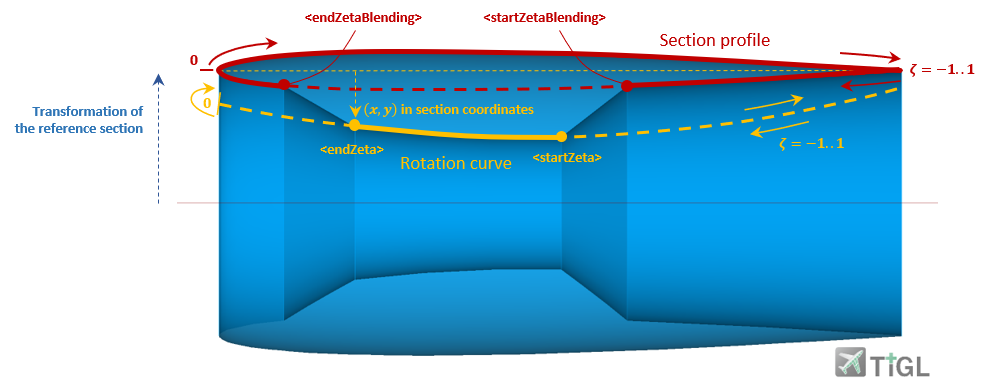 <endZetaBlending>
<startZetaBlending>
Section profile
0
ζ = −1..1
Transformation of
the reference section
0
(x, y) in section coordinates
<endZeta>
Rotation curve
<startZeta>
ζ = −1..1
TiGL